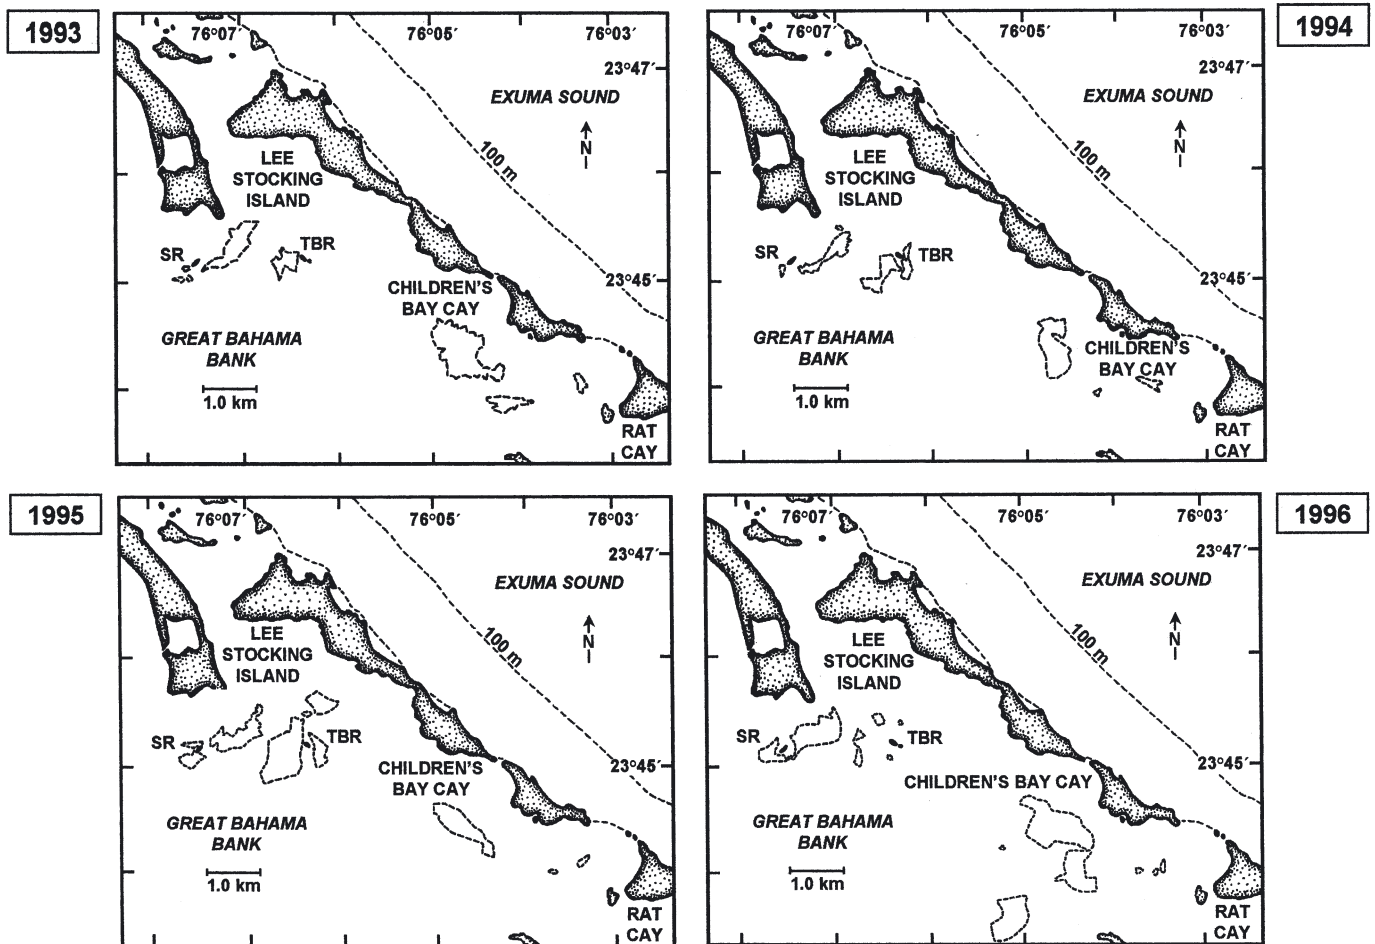 1993
76°07′
76°05′
76°03′
23°47′
EXUMA SOUND
N
100 m
LEE
STOCKING
ISLAND
SR
TBR
23°45′
CHILDREN'S
BAY CAY
GREAT BAHAMA
BANK
1.0 km
RAT
CAY
1994
76°07′
76°05′
76°03′
23°47′
EXUMA SOUND
N
100 m
LEE
STOCKING
ISLAND
SR
TBR
23°45′
GREAT BAHAMA
BANK
CHILDREN'S
BAY CAY
1.0 km
RAT
CAY
1995
76°07′
76°05′
76°03′
23°47′
EXUMA SOUND
N
100 m
LEE
STOCKING
ISLAND
SR
TBR
23°45′
CHILDREN'S
BAY CAY
GREAT BAHAMA
BANK
1.0 km
RAT
CAY
1996
76°07′
76°05′
76°03′
23°47′
EXUMA SOUND
N
100 m
LEE
STOCKING
ISLAND
SR
TBR
23°45′
CHILDREN'S BAY CAY
GREAT BAHAMA
BANK
1.0 km
RAT
CAY